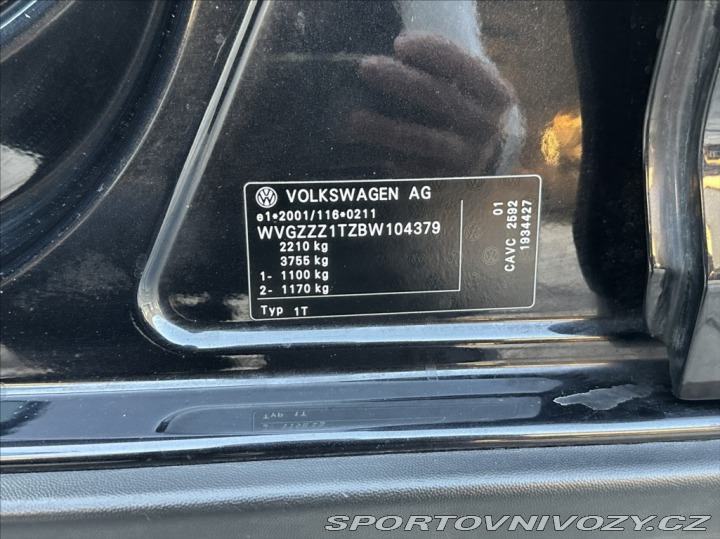 VOLKSWAGEN AG
e1*2001/116*0211
WVGZZZ1TZBW104379
2210 kg
3755 kg
1- 1100 kg
2- 1170 kg
Typ 1T
01
CAVC 2592
1934427
SPORTOVNIVOZY.CZ